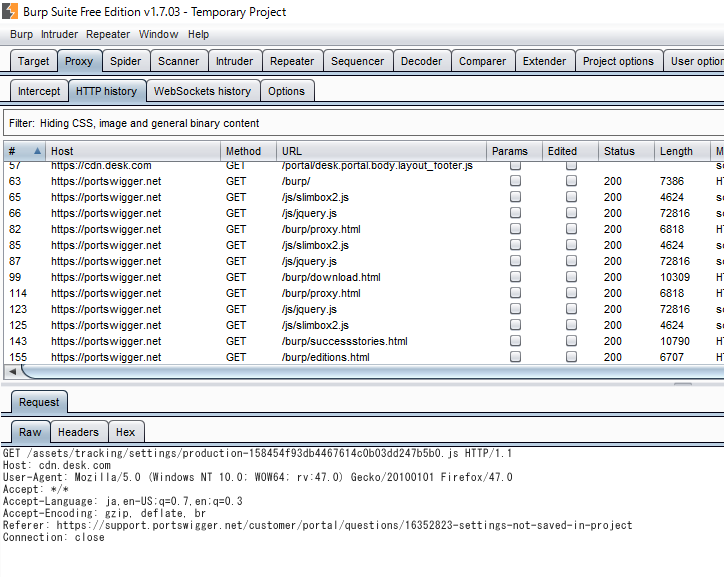 Burp Suite Free Edition v1.7.03 - Temporary Project
Burp Intruder Repeater Window Help
Target Proxy Spider Scanner Intruder Repeater Sequencer Decoder Comparer Extender Project options User option
Intercept HTTP history WebSockets history Options
Filter: Hiding CSS, image and general binary content
# Host Method URL Params Edited Status Length M
57 https://cdn.desk.com GET /portal/desk.portal.body.layout_footer.js sc
63 https://portswigger.net GET /burp/ 200 7386 HT
65 https://portswigger.net GET /js/slimbox2.js 200 4624 sc
66 https://portswigger.net GET /js/jquery.js 200 72816 sc
82 https://portswigger.net GET /burp/proxy.html 200 6818 HT
85 https://portswigger.net GET /js/slimbox2.js 200 4624 sc
87 https://portswigger.net GET /js/jquery.js 200 72816 sc
99 https://portswigger.net GET /burp/download.html 200 10309 HT
114 https://portswigger.net GET /burp/proxy.html 200 6818 HT
123 https://portswigger.net GET /js/jquery.js 200 72816 sc
125 https://portswigger.net GET /js/slimbox2.js 200 4624 sc
143 https://portswigger.net GET /burp/successstories.html 200 10790 HT
155 https://portswigger.net GET /burp/editions.html 200 6707 HT
Request
Raw Headers Hex
GET /assets/tracking/settings/production-158454f93db4467614c0b03dd247b5b0.js HTTP/1.1
Host: cdn.desk.com
User-Agent: Mozilla/5.0 (Windows NT 10.0; WOW64; rv:47.0) Gecko/20100101 Firefox/47.0
Accept: */*
Accept-Language: ja,en-US;q=0.7,en;q=0.3
Accept-Encoding: gzip, deflate, br
Referer: https://support.portswigger.net/customer/portal/questions/16352823-settings-not-saved-in-project
Connection: close